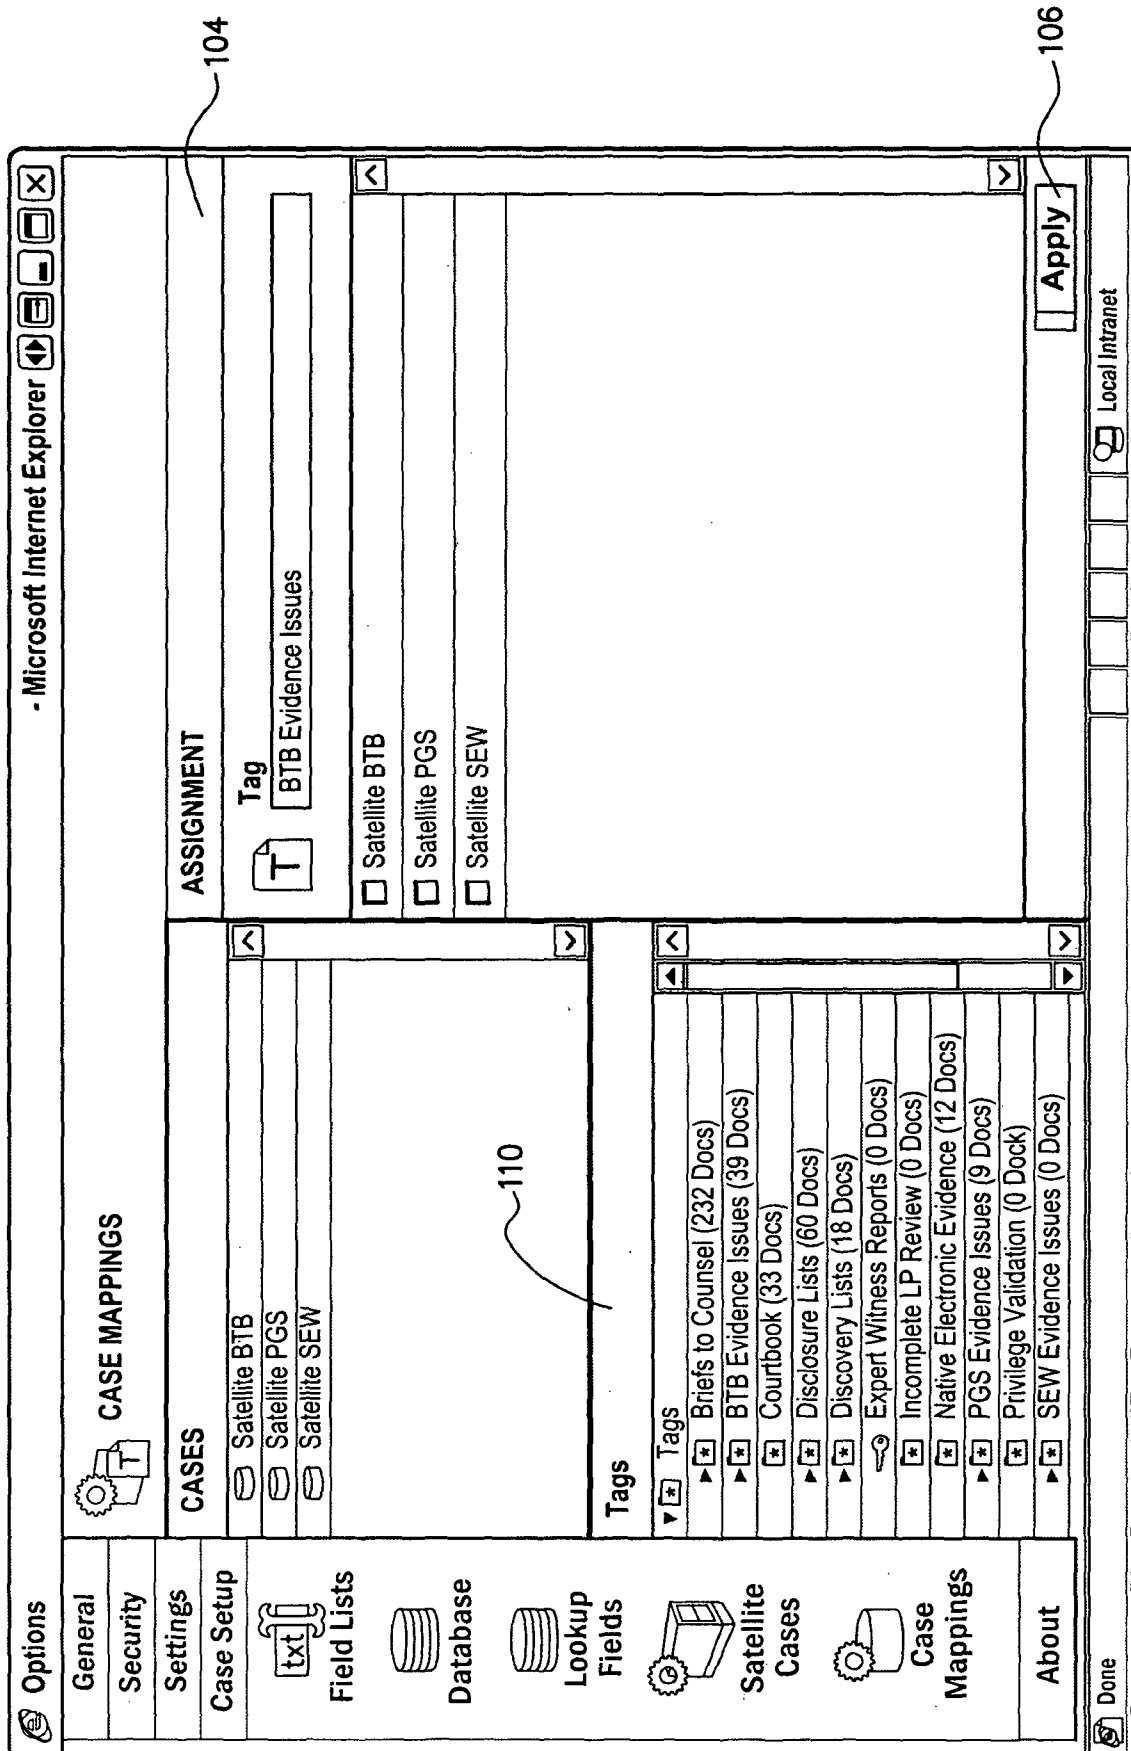 Options
- Microsoft Internet Explorer
General
Security
Settings
Case Setup
txt
Field Lists
Database
Lookup
Fields
Satellite
Cases
Case
Mappings
About
T
CASE MAPPINGS
CASES
Satellite BTB
Satellite PGS
Satellite SEW
110
Tags
Tags
Briefs to Counsel (232 Docs)
BTB Evidence Issues (39 Docs)
Courtbook (33 Docs)
Disclosure Lists (60 Docs)
Discovery Lists (18 Docs)
Expert Witness Reports (0 Docs)
Incomplete LP Review (0 Docs)
Native Electronic Evidence (12 Docs)
PGS Evidence Issues (9 Docs)
Privilege Validation (0 Dock)
SEW Evidence Issues (0 Docs)
ASSIGNMENT
104
T
Tag
BTB Evidence Issues
Satellite BTB
Satellite PGS
Satellite SEW
Apply
106
Done
Local Intranet